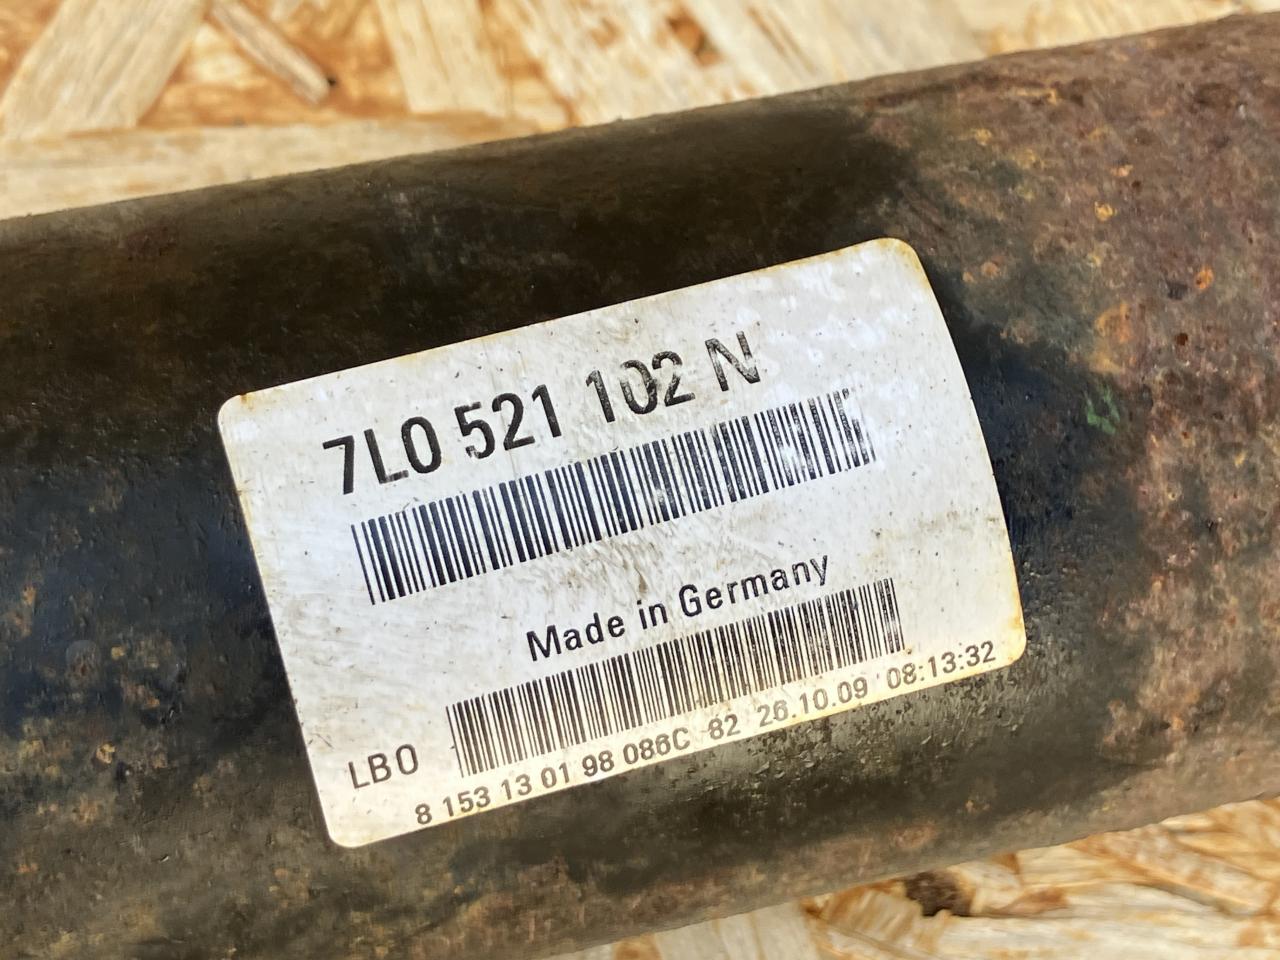 7L0 521 102 N
Made in Germany
LB0
8 153 13 01 98 086C 82 26.10.09 08:13:32